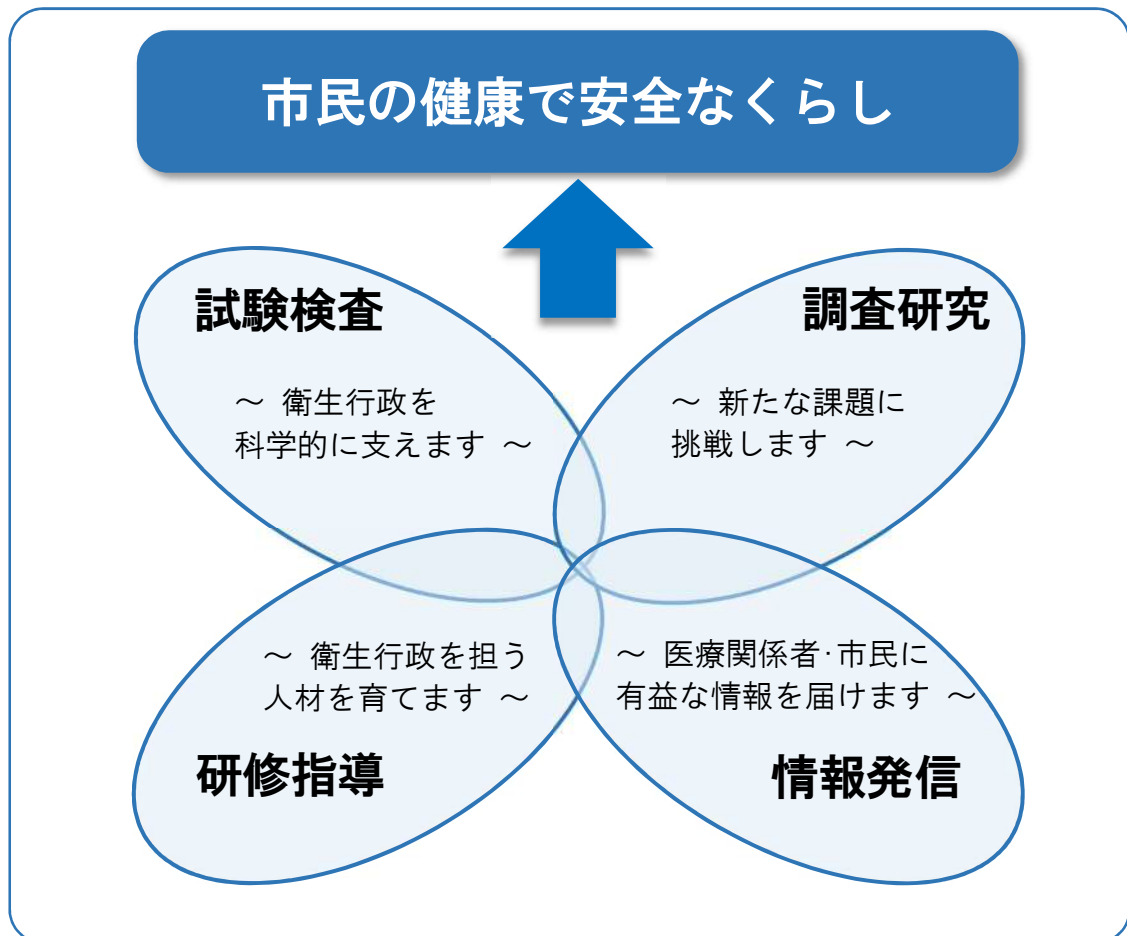 市民の健康で安全なくらし
試験検査
～ 衛生行政を
科学的に支えます ～
調査研究
～ 新たな課題に
挑戦します ～
～ 衛生行政を担う
人材を育てます ～
研修指導
～ 医療関係者・市民に
有益な情報を届けます ～
情報発信